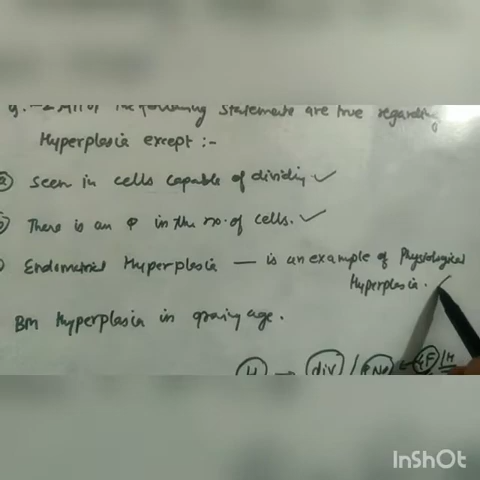 All of the following statements are true regarding
Hyperplasia except :-
a) Seen in cells capable of dividing ✓
b) There is an ↑ in the no. of cells. ✓
Endometrial Hyperplasia — is an example of Physiological
Hyperplasia.
BM Hyperplasia in age.
H → div /
InShOt